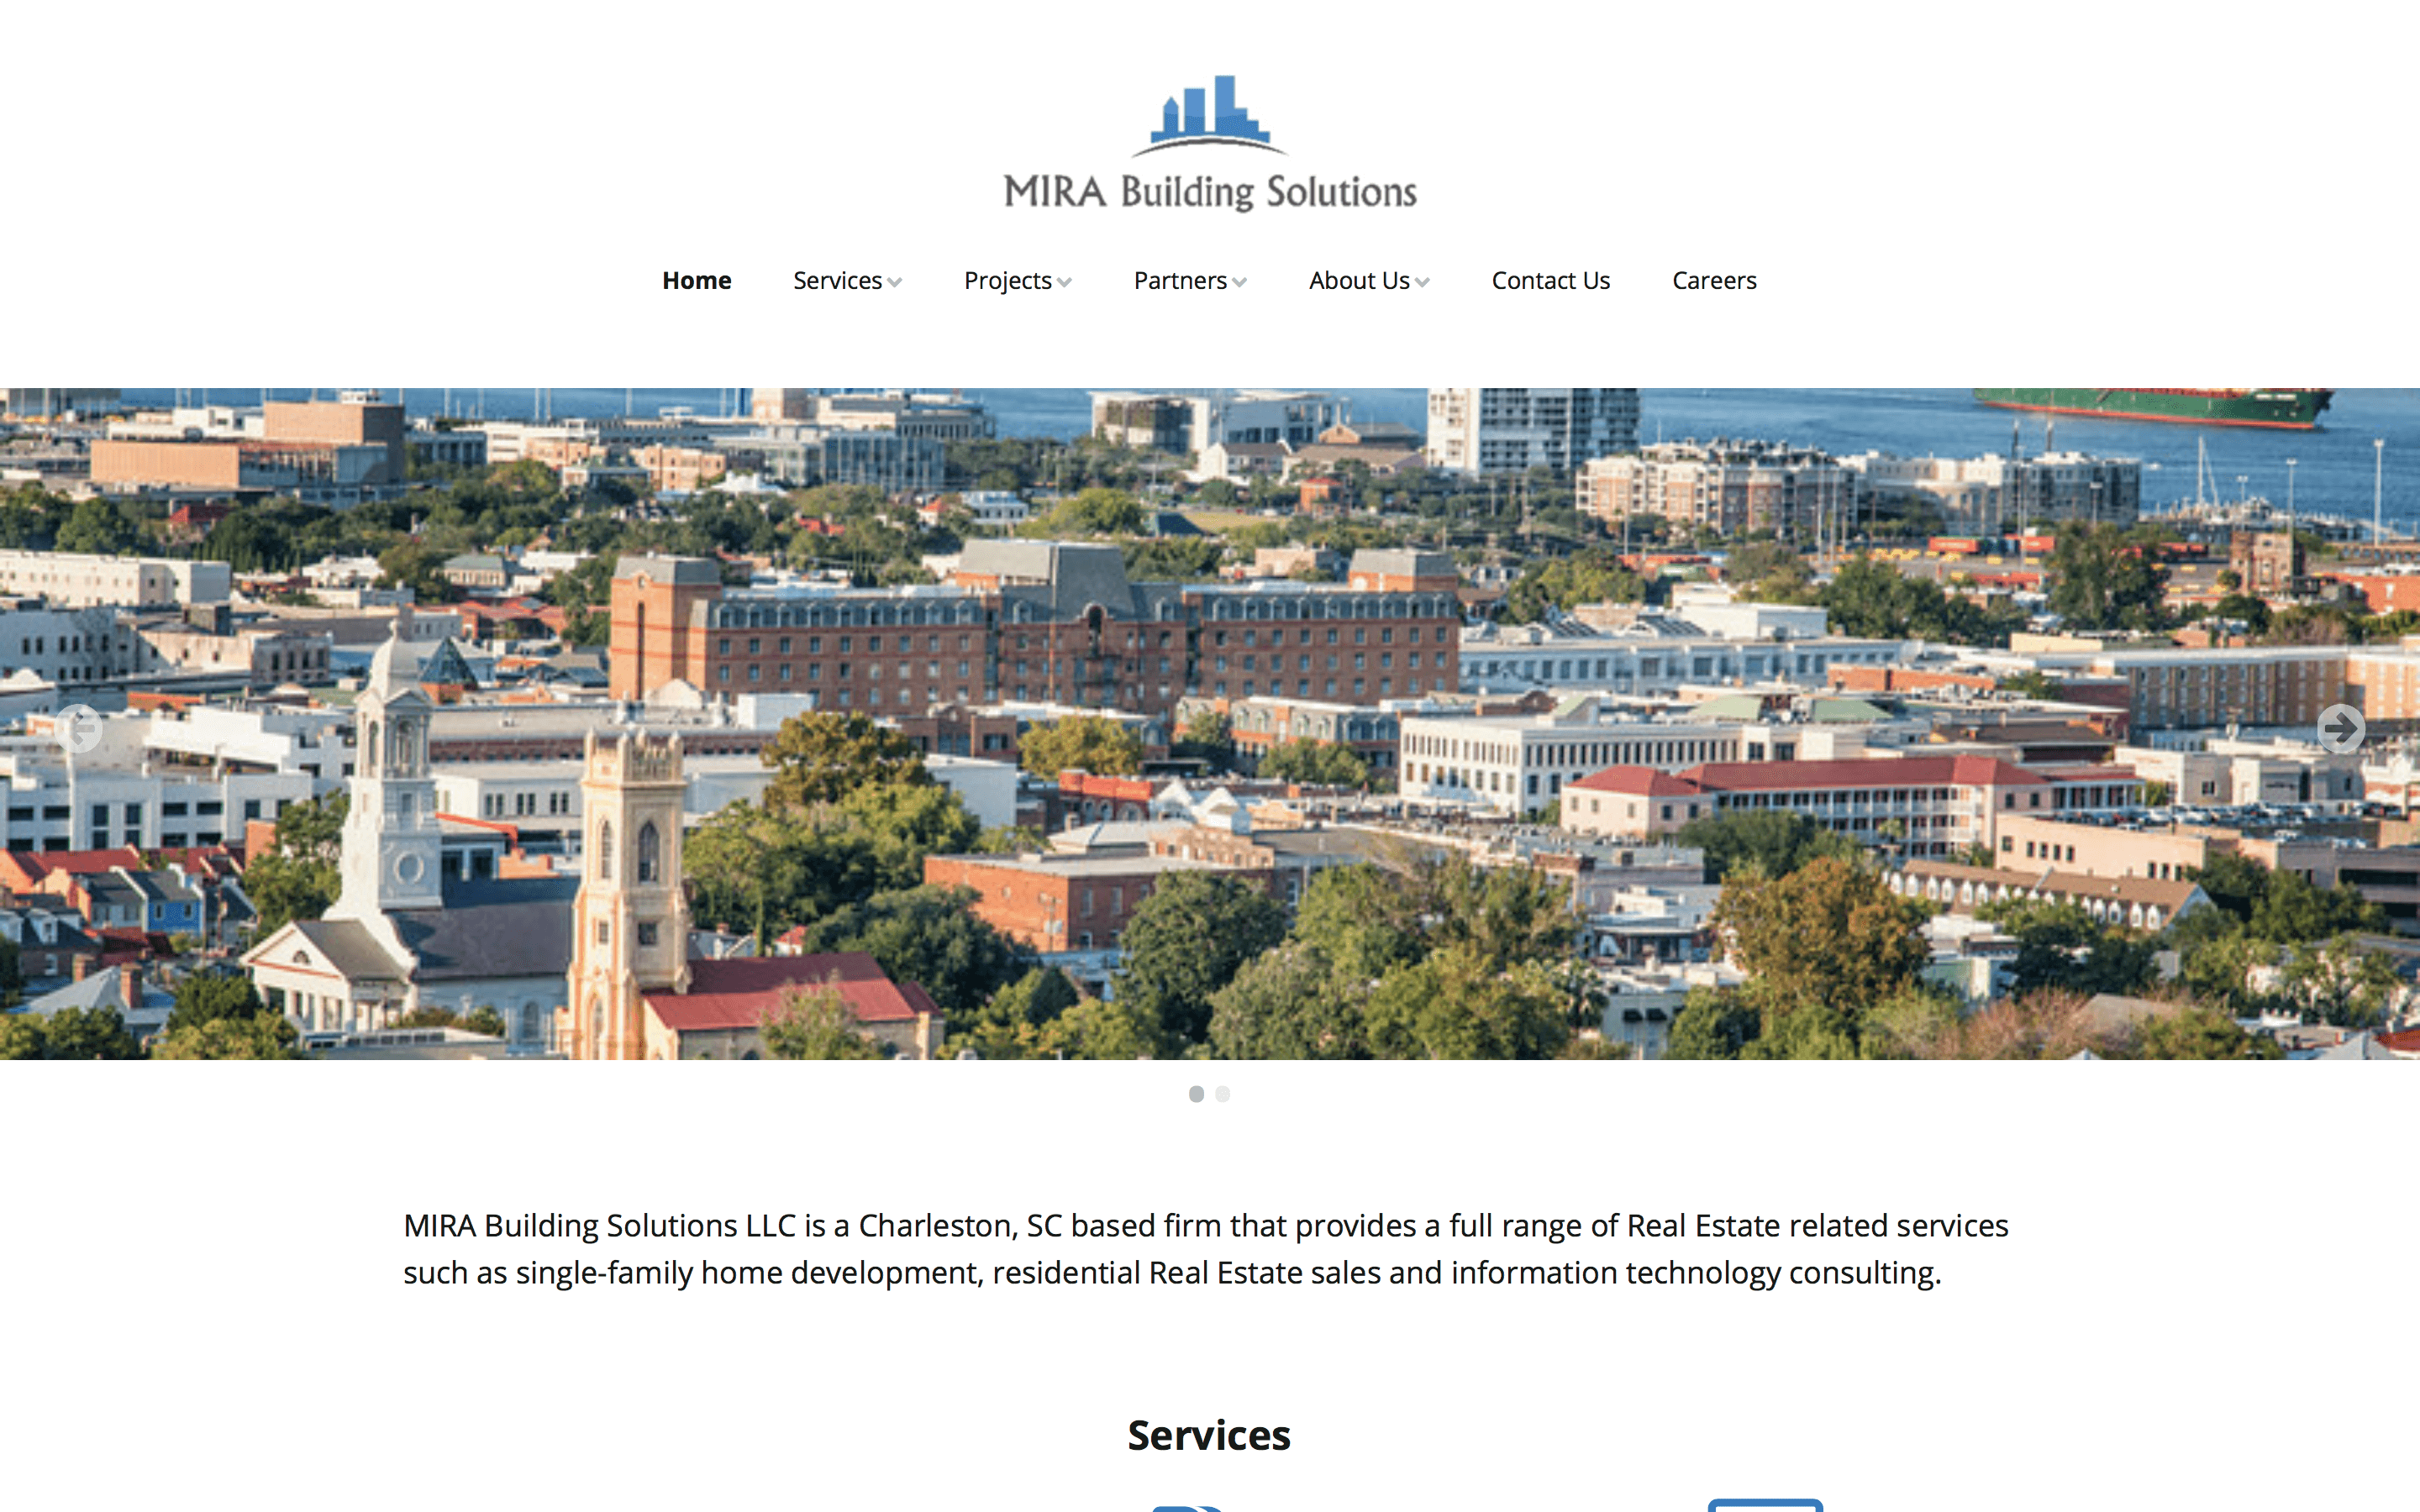 MIRA Building Solutions
Home Services Projects Partners About Us Contact Us Careers
MIRA Building Solutions LLC is a Charleston, SC based firm that provides a full range of Real Estate related services
such as single-family home development, residential Real Estate sales and information technology consulting.
Services